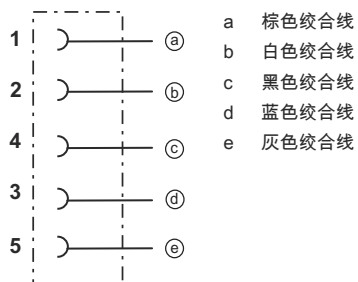 1 ⓐ
2 ⓑ
4 ⓒ
3 ⓓ
5 ⓔ
a 棕色绞合线
b 白色绞合线
c 黑色绞合线
d 蓝色绞合线
e 灰色绞合线